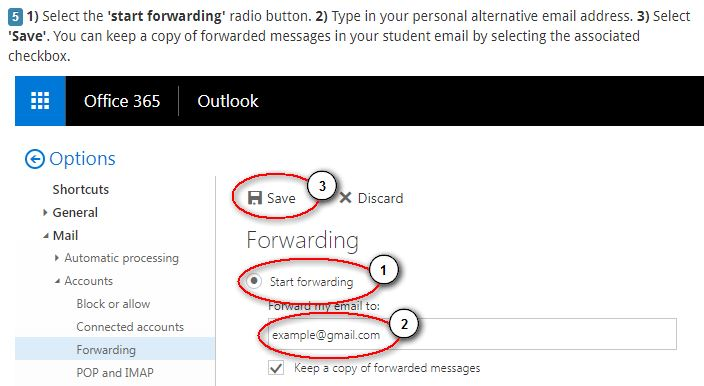 5 1) Select the 'start forwarding' radio button. 2) Type in your personal alternative email address. 3) Select
'Save'. You can keep a copy of forwarded messages in your student email by selecting the associated
checkbox.
Office 365 Outlook
Options
Shortcuts
General
Mail
Automatic processing
Accounts
Block or allow
Connected accounts
Forwarding
POP and IMAP
Save 3 Discard
Forwarding
Start forwarding 1
Forward my email to:
example@gmail.com 2
Keep a copy of forwarded messages